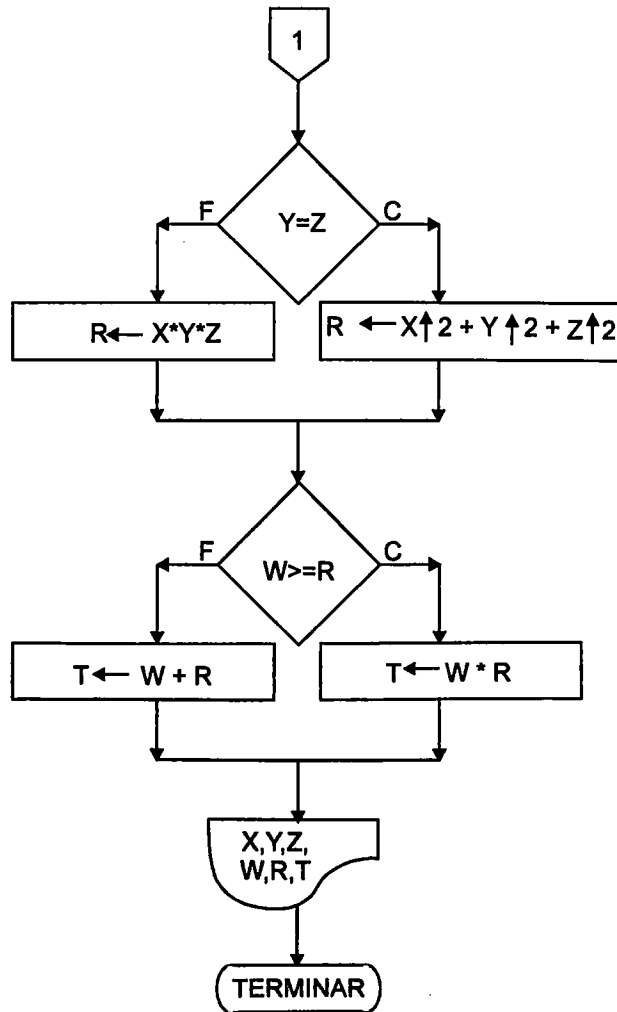 1
F
Y=Z
C
R ← X*Y*Z
R ← X↑2 + Y↑2 + Z↑2
F
W>=R
C
T ← W + R
T ← W * R
X,Y,Z,
W,R,T
TERMINAR